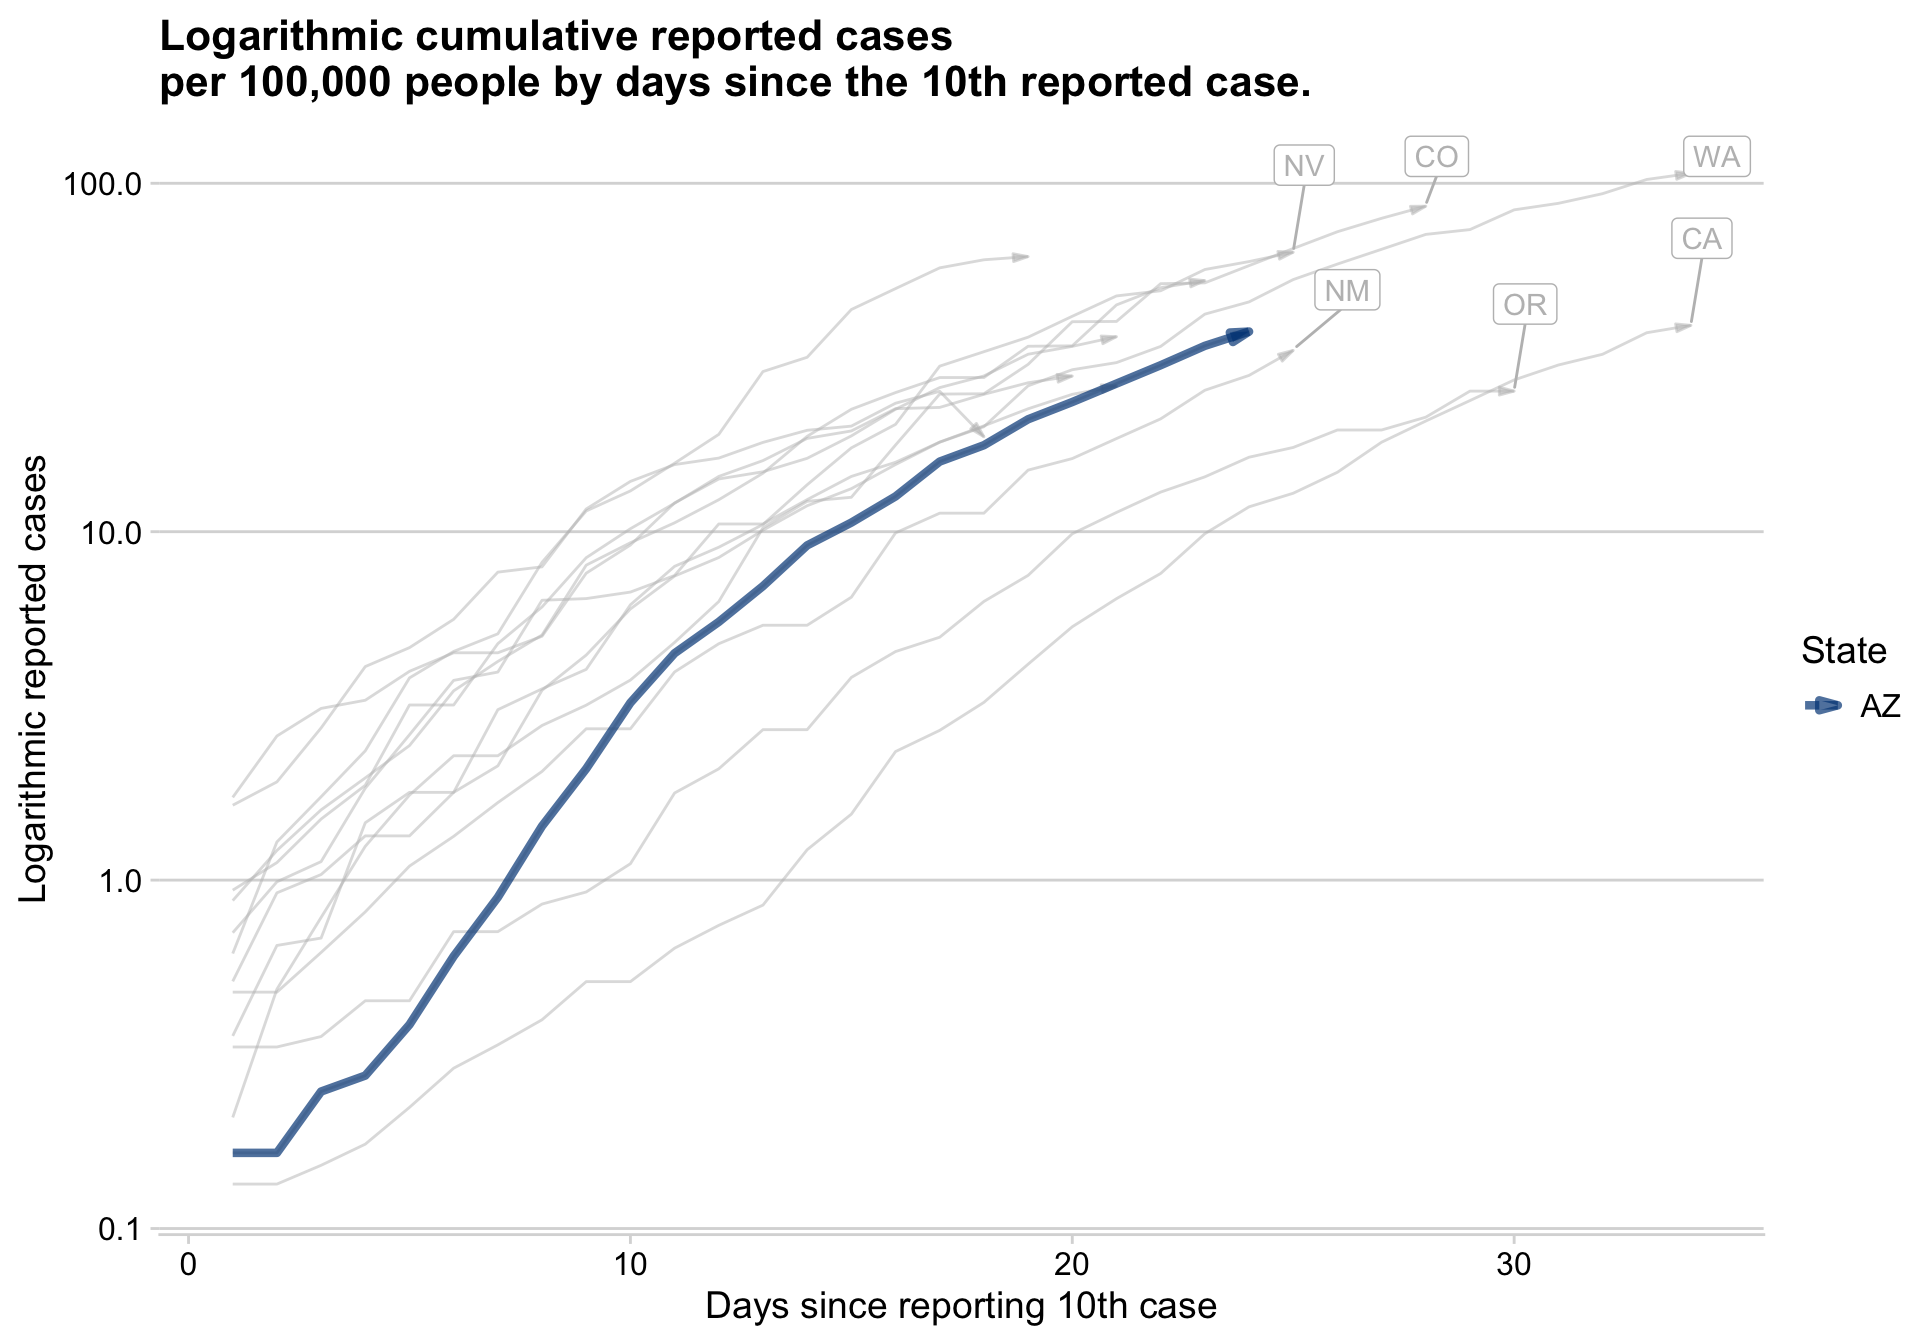 Logarithmic cumulative reported cases
per 100,000 people by days since the 10th reported case.
NV
CO
WA
100.0
CA
NM
OR
10.0
Logarithmic reported cases
State
AZ
1.0
0.1
0
10
20
30
Days since reporting 10th case